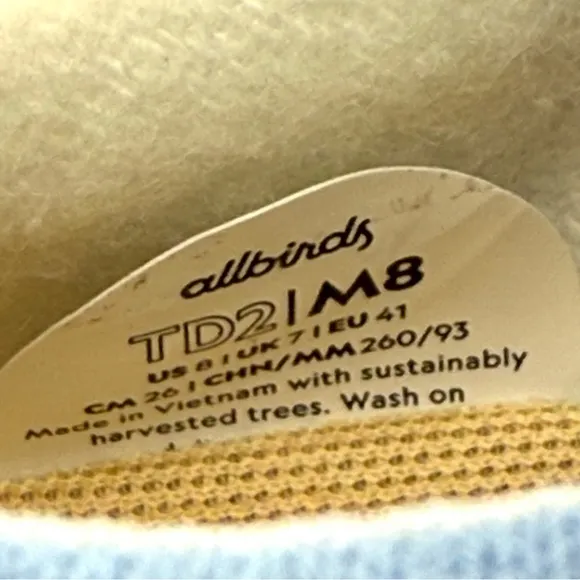 allbirds
TD2 | M8
US 8 | UK 7 | EU 41
CM 26 | CHN/MM 260/93
Made in Vietnam with sustainably
harvested trees. Wash on